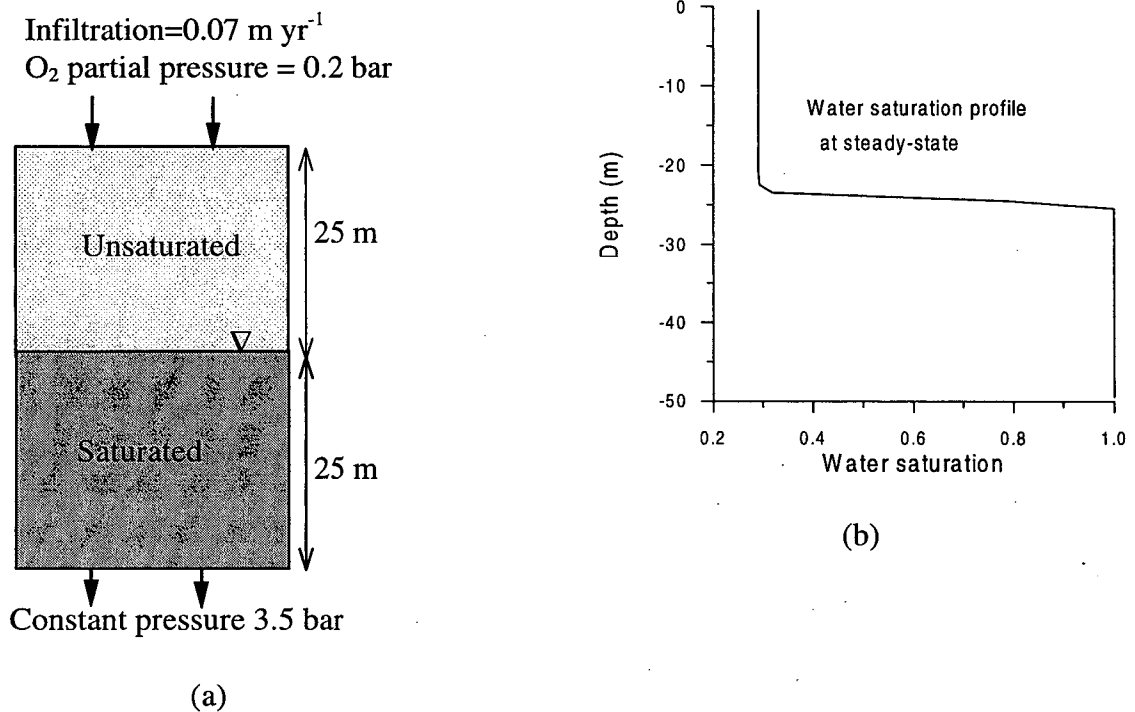 Infiltration=0.07 m yr⁻¹
O₂ partial pressure = 0.2 bar
Unsaturated
25 m
Saturated
25 m
Constant pressure 3.5 bar
(a)
0
-10
-20
-30
-40
-50
Depth (m)
Water saturation profile
at steady-state
0.2 0.4 0.6 0.8 1.0
Water saturation
(b)